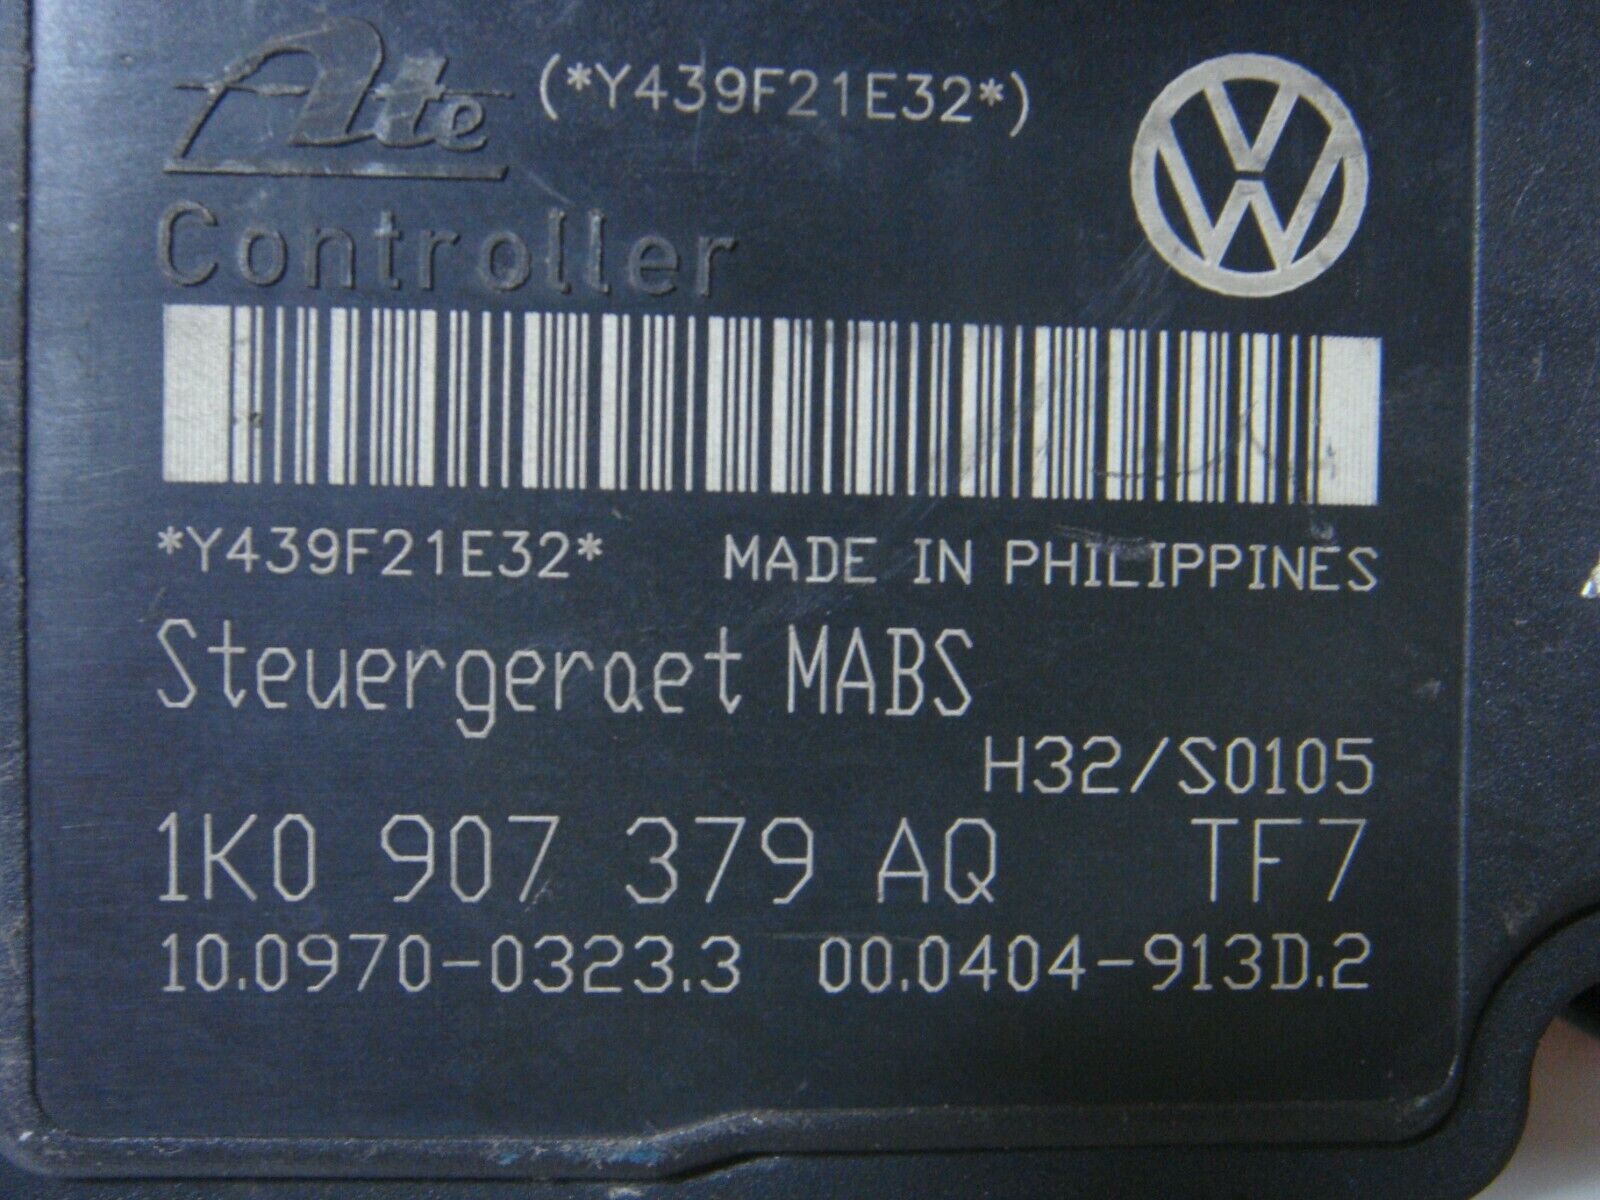 Ate (*Y439F21E32*)
Controller
*Y439F21E32* MADE IN PHILIPPINES
Steuergeraet MABS
H32/S0105
1K0 907 379 AQ TF7
10.0970-0323.3 00.0404-913D.2